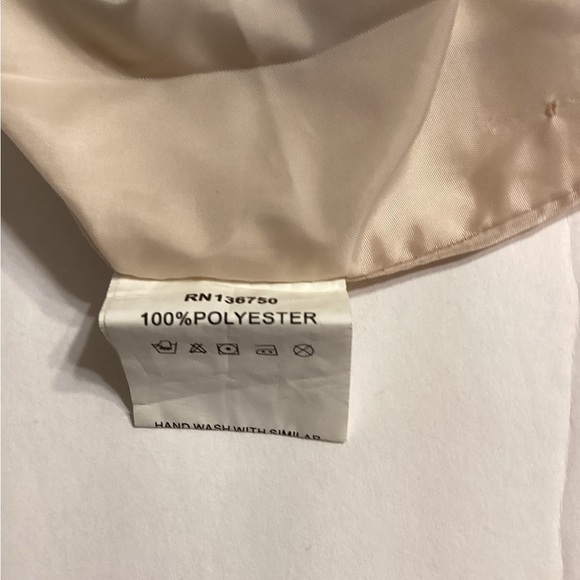 RN136750
100%POLYESTER
HAND WASH WITH SIMILAR